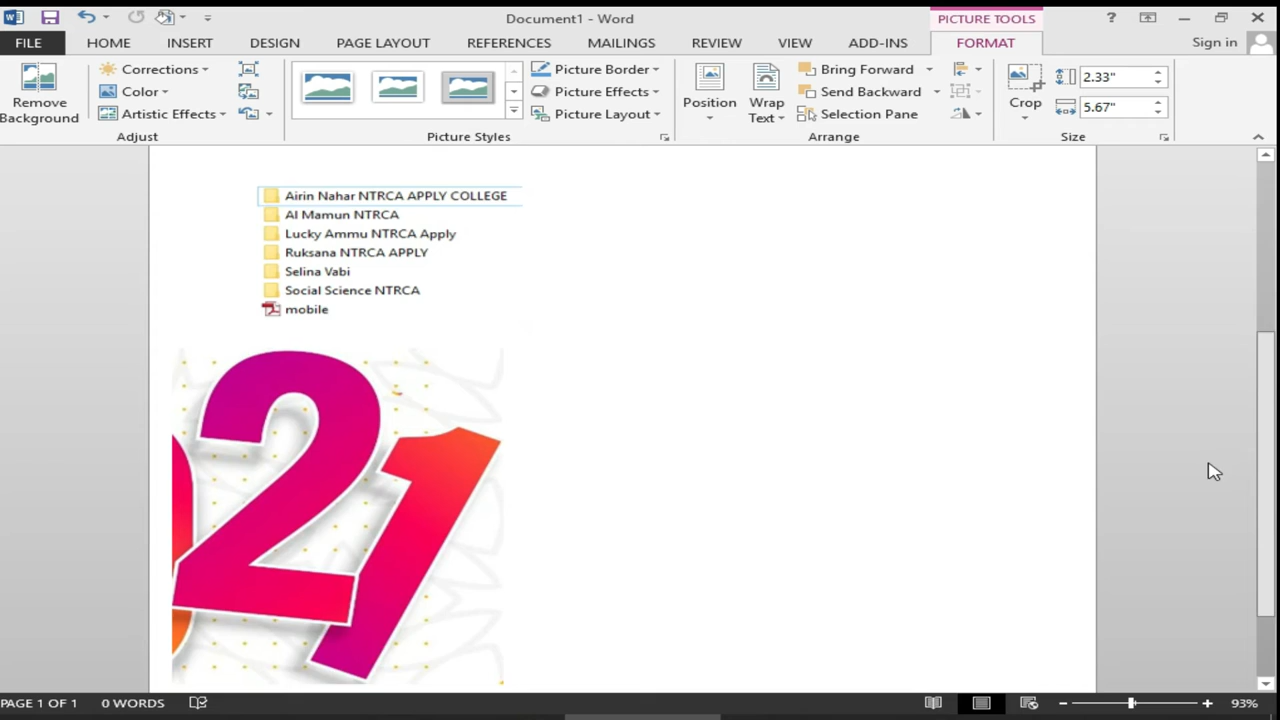 Document1 - Word
PICTURE TOOLS
?
FILE HOME INSERT DESIGN PAGE LAYOUT REFERENCES MAILINGS REVIEW VIEW ADD-INS FORMAT Sign in
Remove Background
Corrections
Color
Artistic Effects
Adjust
Picture Border
Picture Effects
Picture Layout
Picture Styles
Position
Wrap Text
Bring Forward
Send Backward
Selection Pane
Arrange
Crop
2.33"
5.67"
Size
Airin Nahar NTRCA APPLY COLLEGE
Al Mamun NTRCA
Lucky Ammu NTRCA Apply
Ruksana NTRCA APPLY
Selina Vabi
Social Science NTRCA
mobile
21
PAGE 1 OF 1 0 WORDS 93%